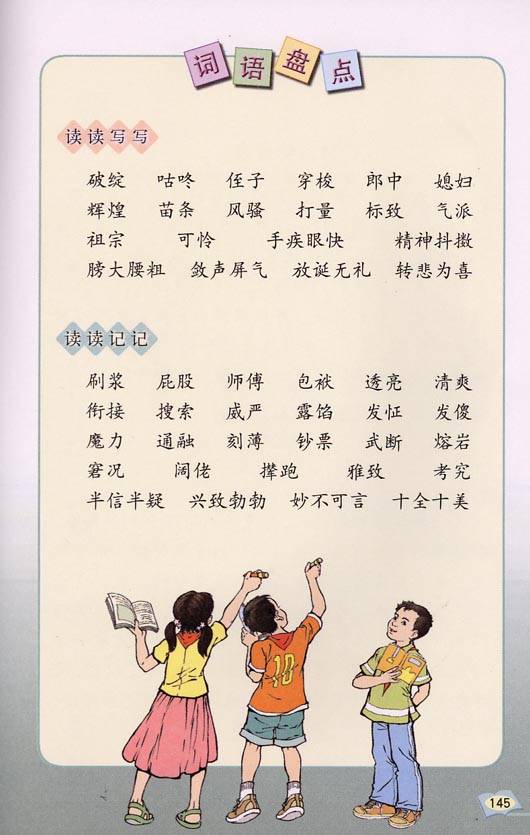 词语盘点
读读写写
破绽 咕咚 侄子 穿梭 郎中 媳妇
辉煌 苗条 风骚 打量 标致 气派
祖宗 可怜 手疾眼快 精神抖擞
膀大腰粗 敛声屏气 放诞无礼 转悲为喜
读读记记
刷浆 屁股 师傅 包袱 透亮 清爽
衔接 搜索 威严 露馅 发怔 发傻
魔力 通融 刻薄 钞票 武断 熔岩
窘况 阔佬 撵跑 雅致 考究
半信半疑 兴致勃勃 妙不可言 十全十美
10
145